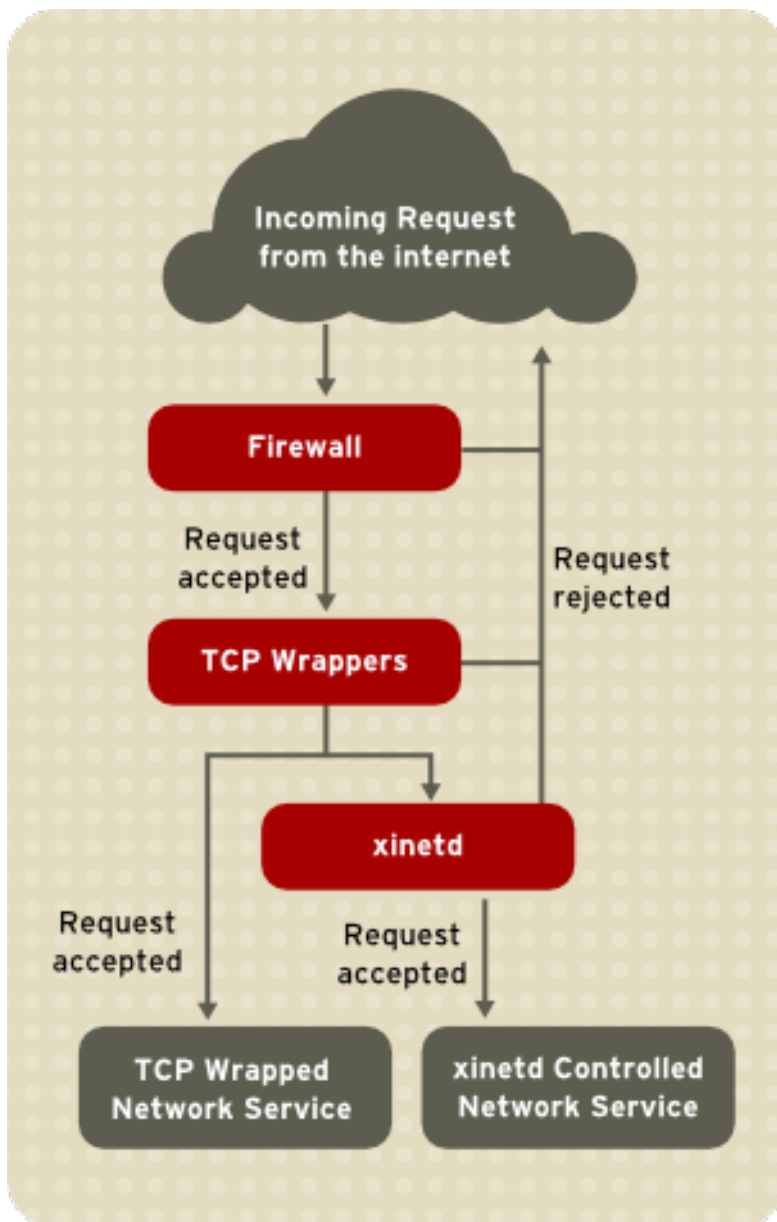 Incoming Request
from the internet
Firewall
Request
accepted
Request
rejected
TCP Wrappers
xinetd
Request
accepted
Request
accepted
TCP Wrapped
Network Service
xinetd Controlled
Network Service